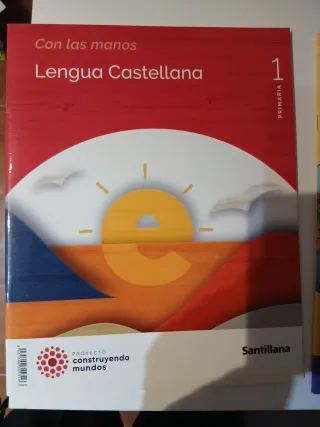 Con las manos
Lengua Castellana
1
PRIMARIA
e
PROYECTO
construyendo
mundos
Santillana